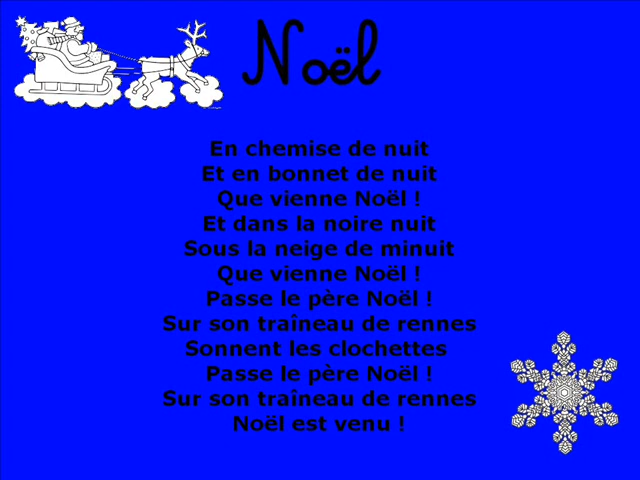 Noël
En chemise de nuit
Et en bonnet de nuit
Que vienne Noël !
Et dans la noire nuit
Sous la neige de minuit
Que vienne Noël !
Passe le père Noël !
Sur son traîneau de rennes
Sonnent les clochettes
Passe le père Noël !
Sur son traîneau de rennes
Noël est venu !